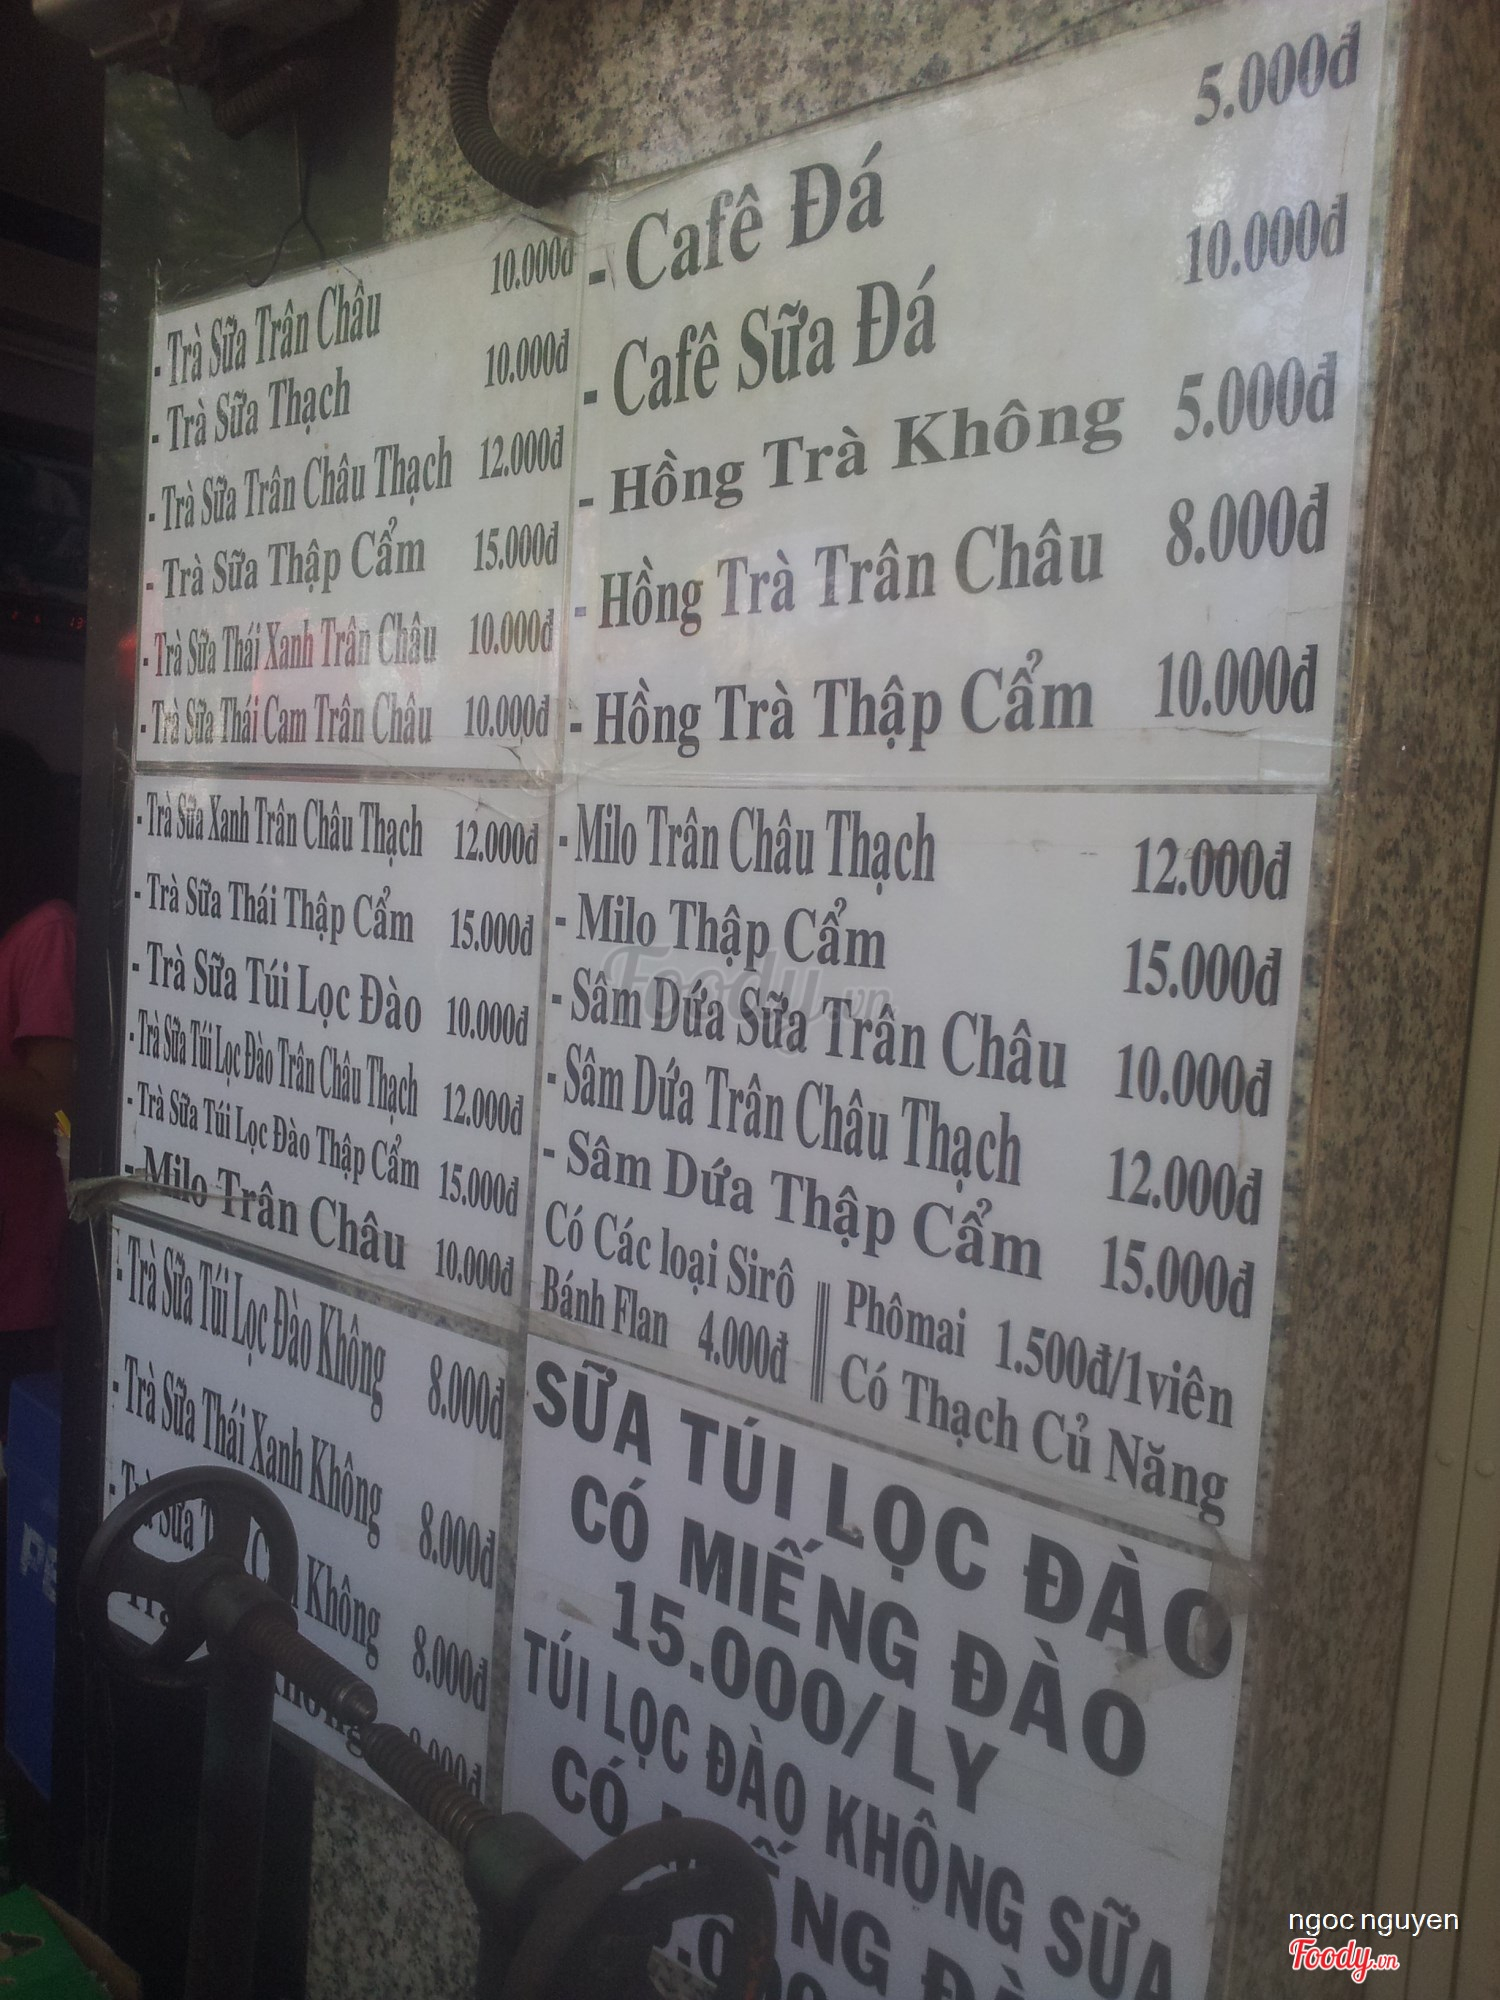 - Trà Sữa Trân Châu 10.000đ
- Trà Sữa Thạch 10.000đ
- Trà Sữa Trân Châu Thạch 12.000đ
- Trà Sữa Thập Cẩm 15.000đ
- Trà Sữa Thái Xanh Trân Châu 10.000đ
- Trà Sữa Thái Cam Trân Châu 10.000đ
- Trà Sữa Xanh Trân Châu Thạch 12.000đ
- Trà Sữa Thái Thập Cẩm 15.000đ
- Trà Sữa Túi Lọc Đào 10.000đ
- Trà Sữa Túi Lọc Đào Trân Châu Thạch 12.000đ
- Trà Sữa Túi Lọc Đào Thập Cẩm 15.000đ
- Milo Trân Châu 10.000đ
- Trà Sữa Túi Lọc Đào Không 8.000đ
- Trà Sữa Thái Xanh Không 8.000đ
- Trà Sữa Không 8.000đ
Không
- Cafê Đá 5.000đ
- Cafê Sữa Đá 10.000đ
- Hồng Trà Không 5.000đ
- Hồng Trà Trân Châu 8.000đ
- Hồng Trà Thập Cẩm 10.000đ
- Milo Trân Châu Thạch 12.000đ
- Milo Thập Cẩm 15.000đ
- Sâm Dứa Sữa Trân Châu 10.000đ
- Sâm Dứa Trân Châu Thạch 12.000đ
- Sâm Dứa Thập Cẩm 15.000đ
Có Các loại Sirô
Bánh Flan 4.000đ
Phômai 1.500đ/1viên
Có Thạch Củ Năng
SỮA TÚI LỌC ĐÀO
CÓ MIẾNG ĐÀO
15.000/LY
TÚI LỌC ĐÀO KHÔNG SỮA
CÓ
Foody.vn
ngoc nguyen
Foody.vn